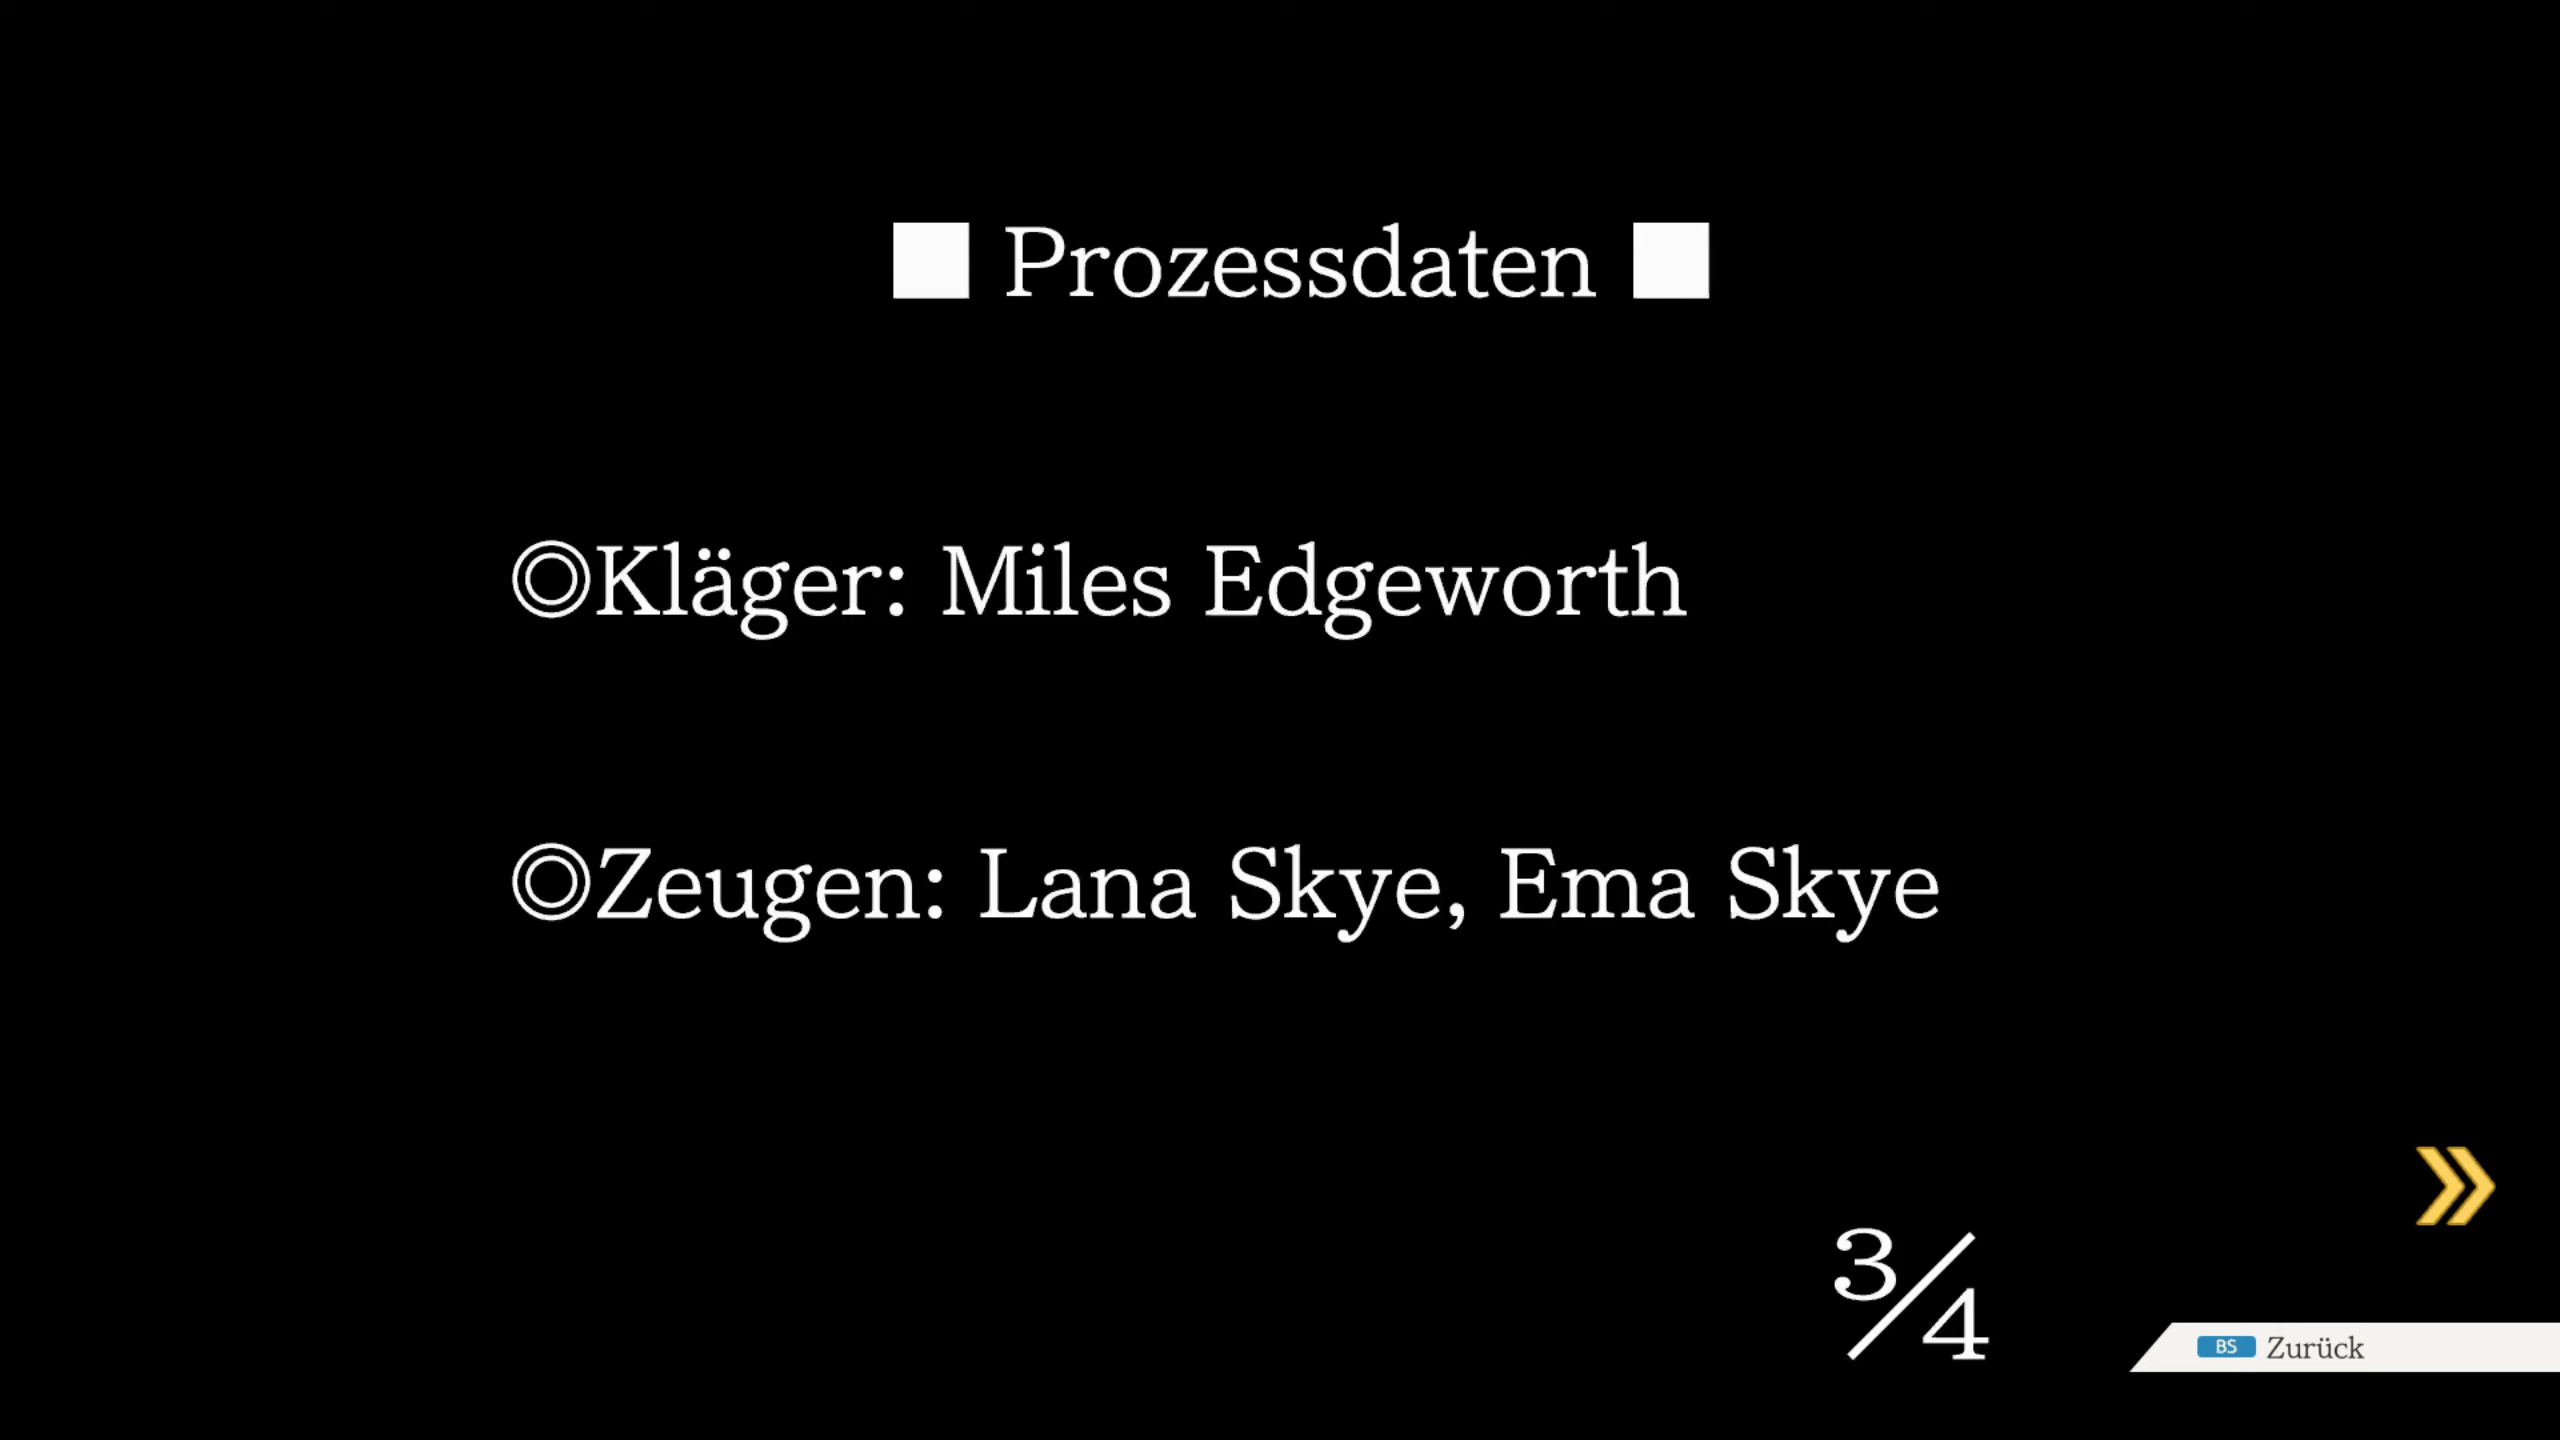 ■ Prozessdaten ■
◎Kläger: Miles Edgeworth
◎Zeugen: Lana Skye, Ema Skye
3/4
BS Zurück